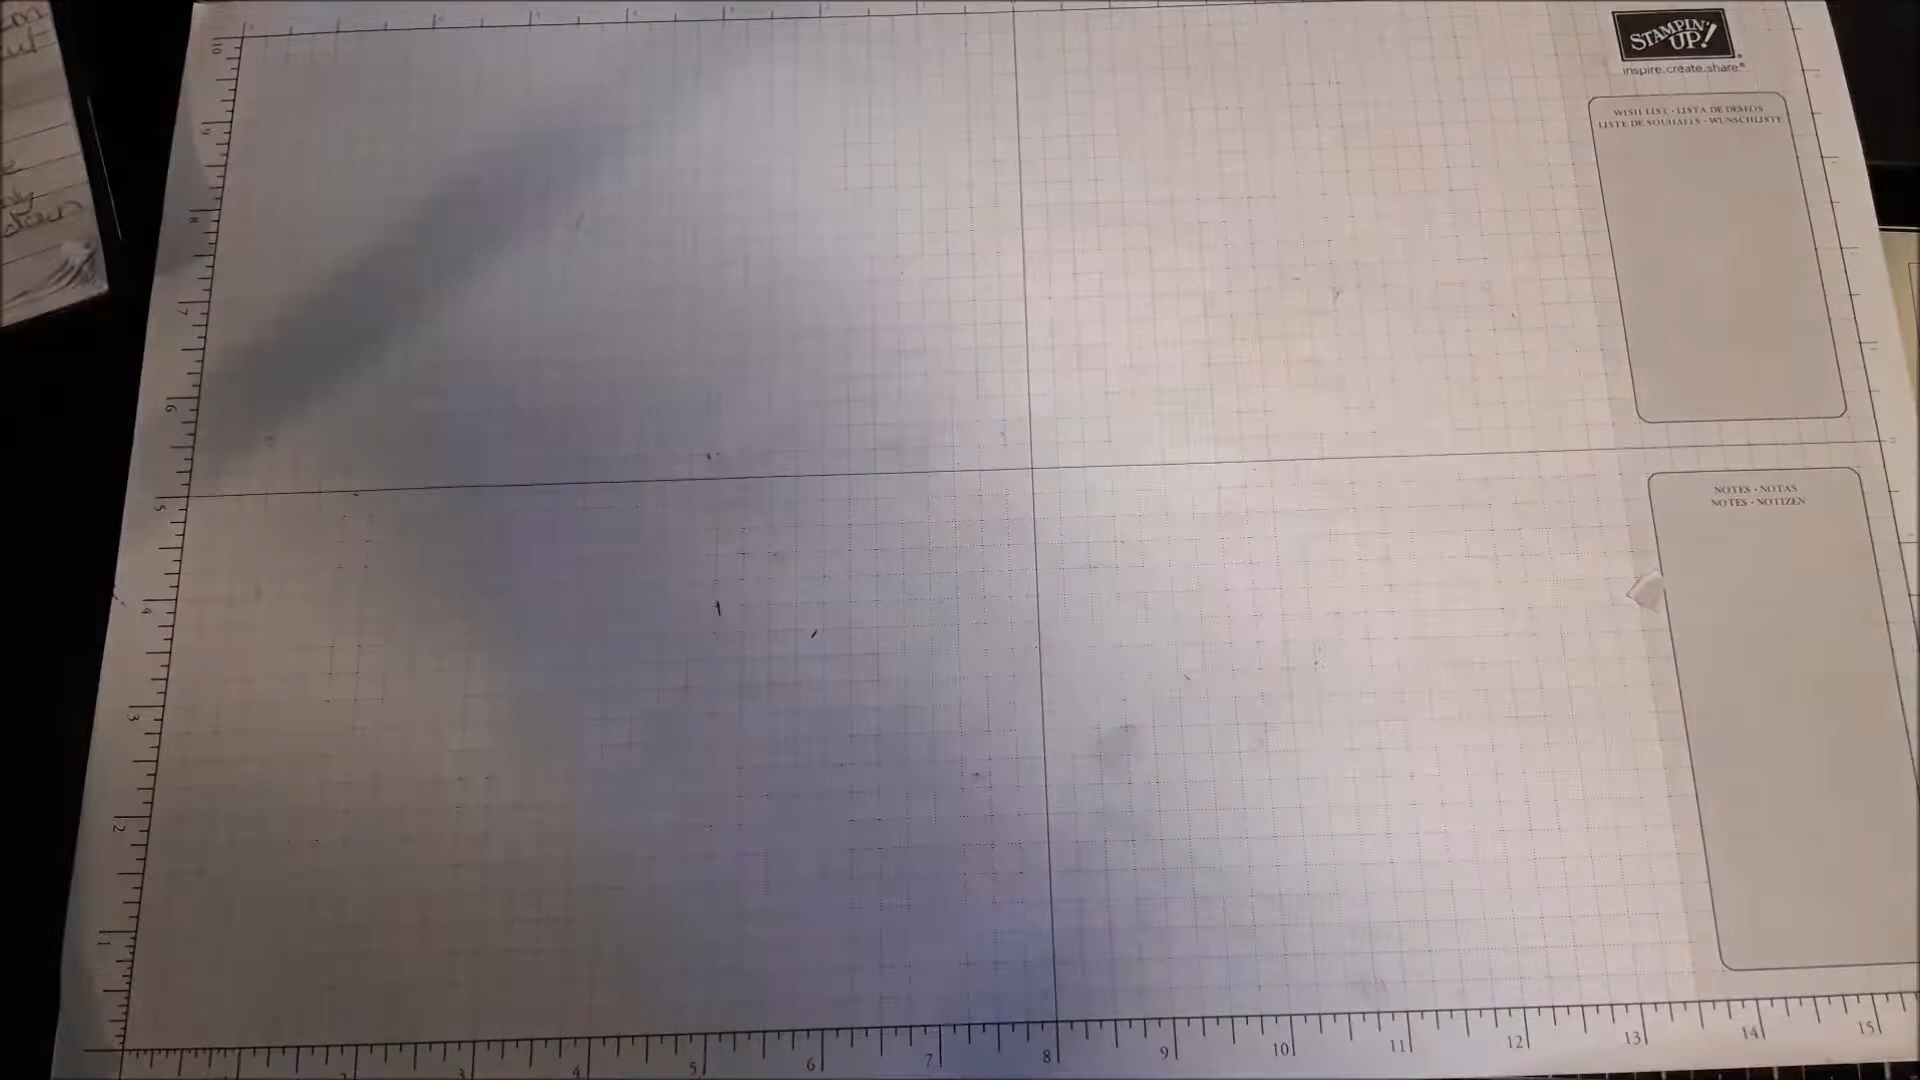 STAMPIN' UP!®
inspire.create.share.®
WISH LIST • LISTA DE DESEOS
LISTE DE SOUHAITS • WUNSCHLISTE
NOTES • NOTAS
NOTES • NOTIZEN
10
9
8
7
6
5
4
3
2
1
4 5 6 7 8 9 10 11 12 13 14 15